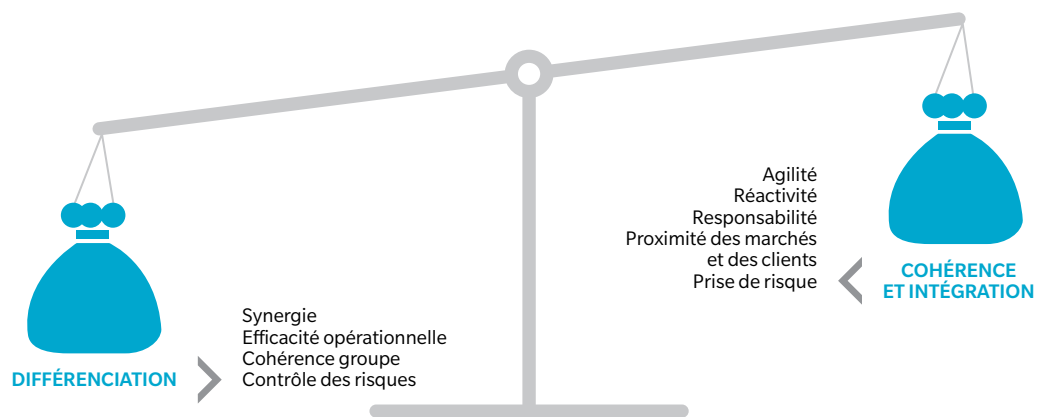 Agilité
Réactivité
Responsabilité
Proximité des marchés
et des clients
Prise de risque
COHÉRENCE
ET INTÉGRATION
Synergie
Efficacité opérationnelle
Cohérence groupe
Contrôle des risques
DIFFÉRENCIATION